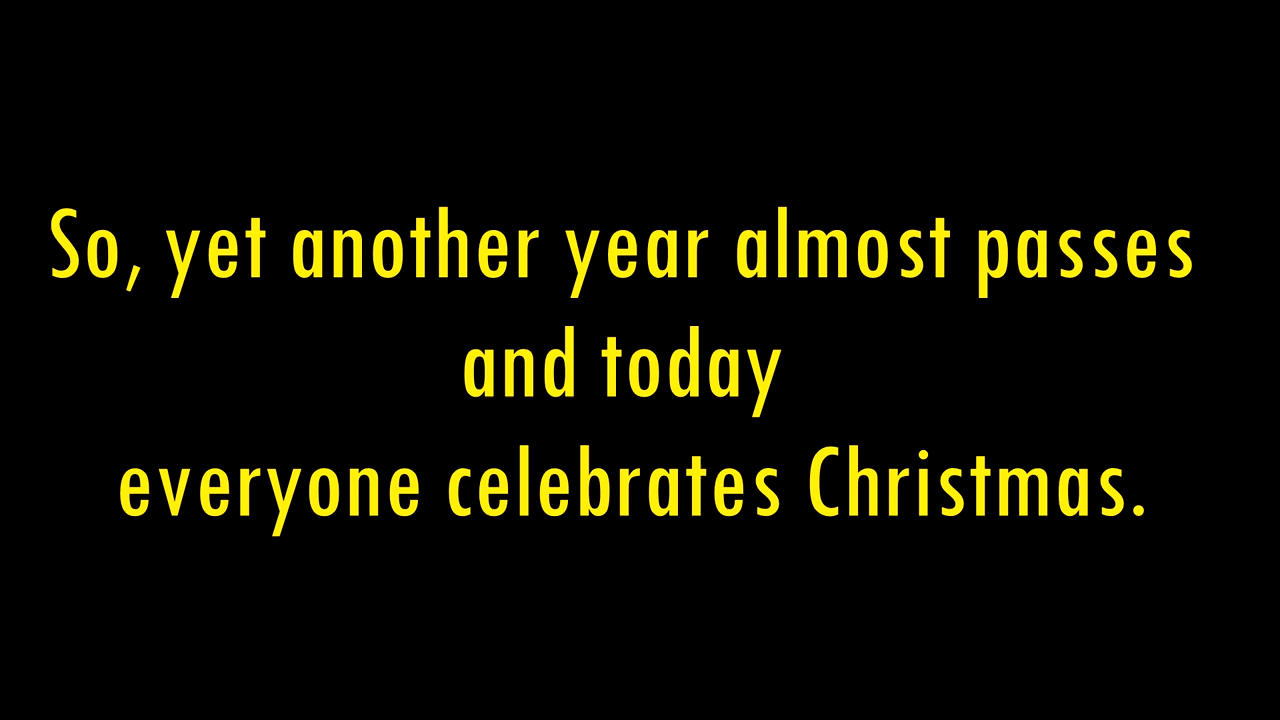 So, yet another year almost passes
and today
everyone celebrates Christmas.